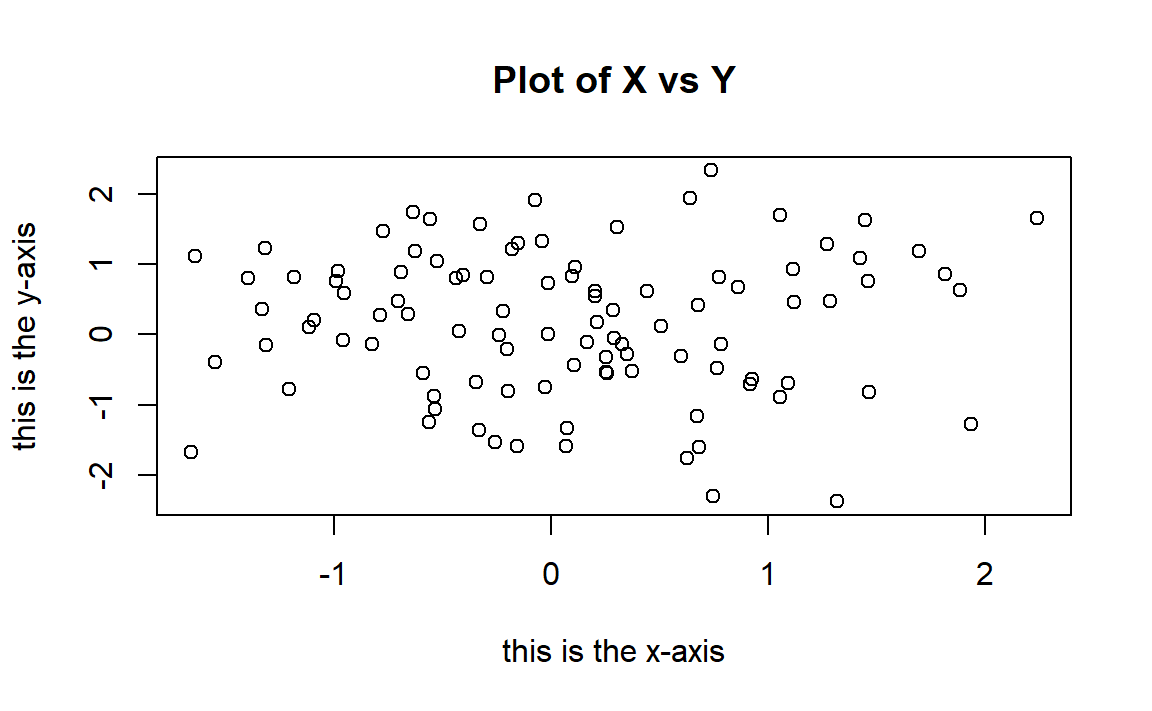 Plot of X vs Y
this is the y-axis
2
1
0
-1
-2
-1 0 1 2
this is the x-axis